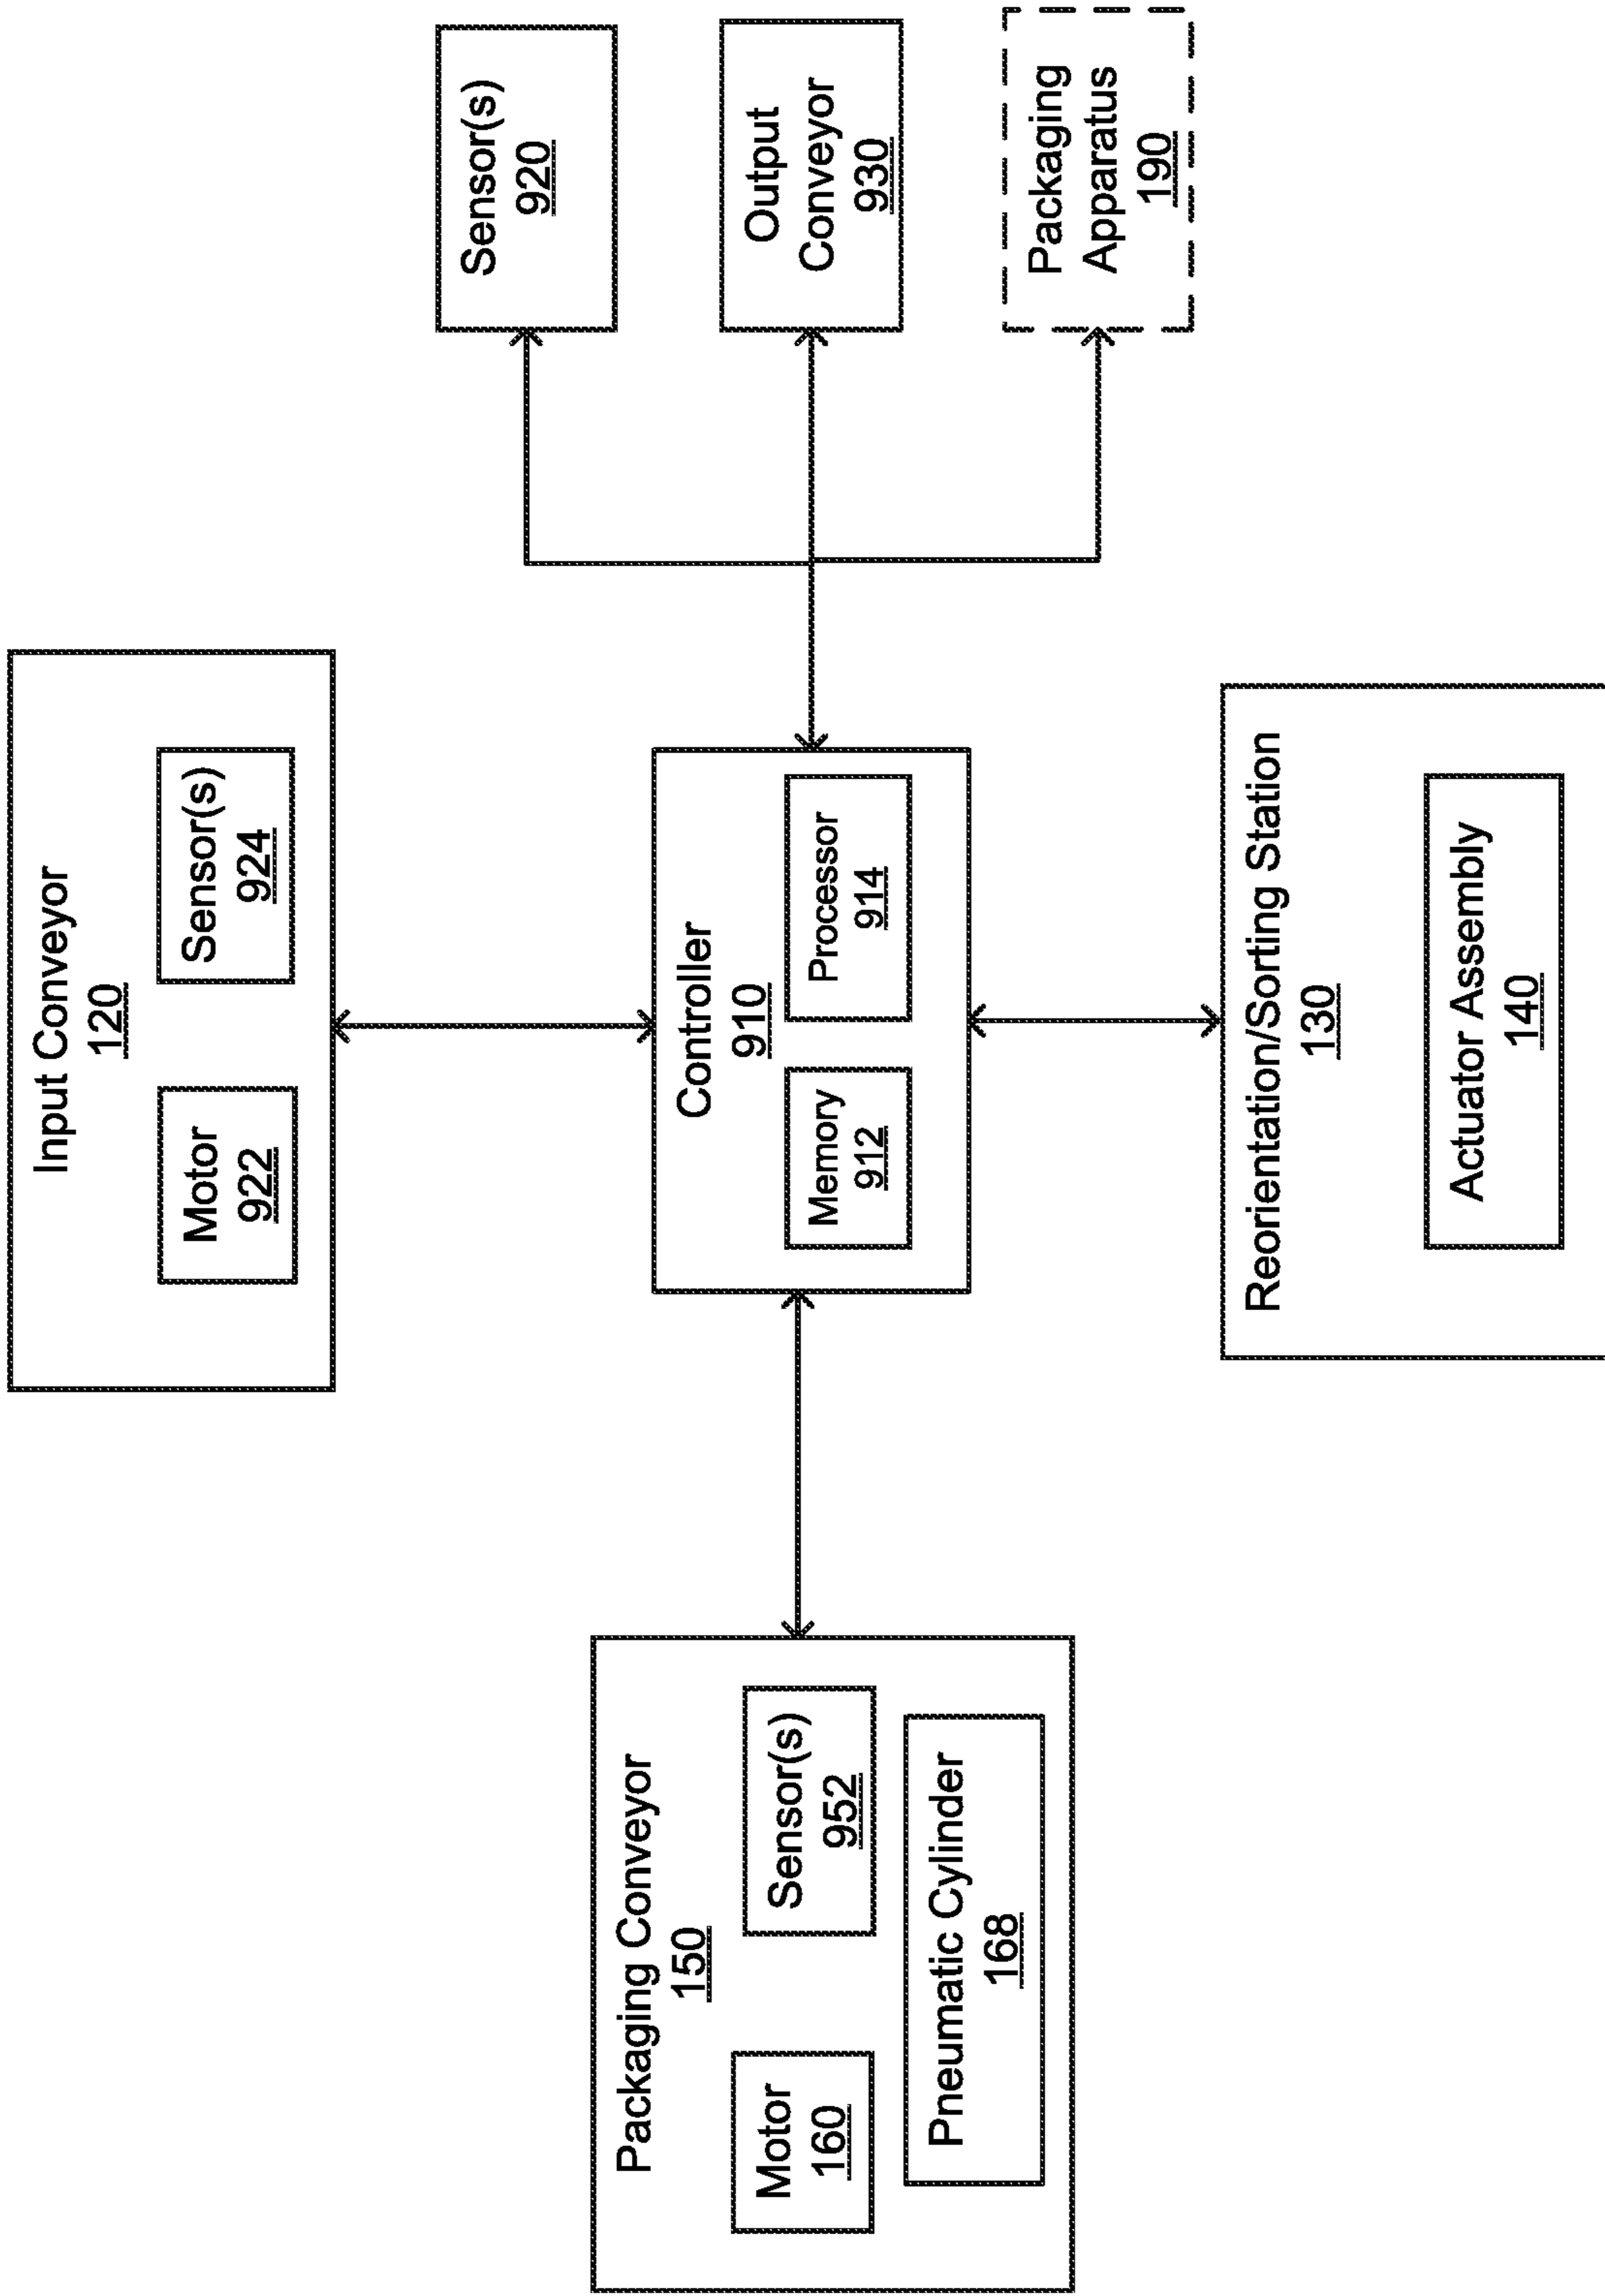 Input Conveyor
120
Motor
922
Sensor(s)
924
Packaging Conveyor
150
Motor
160
Sensor(s)
952
Pneumatic Cylinder
168
Controller
910
Memory
912
Processor
914
Sensor(s)
920
Output
Conveyor
930
Packaging
Apparatus
190
Reorientation/Sorting Station
130
Actuator Assembly
140